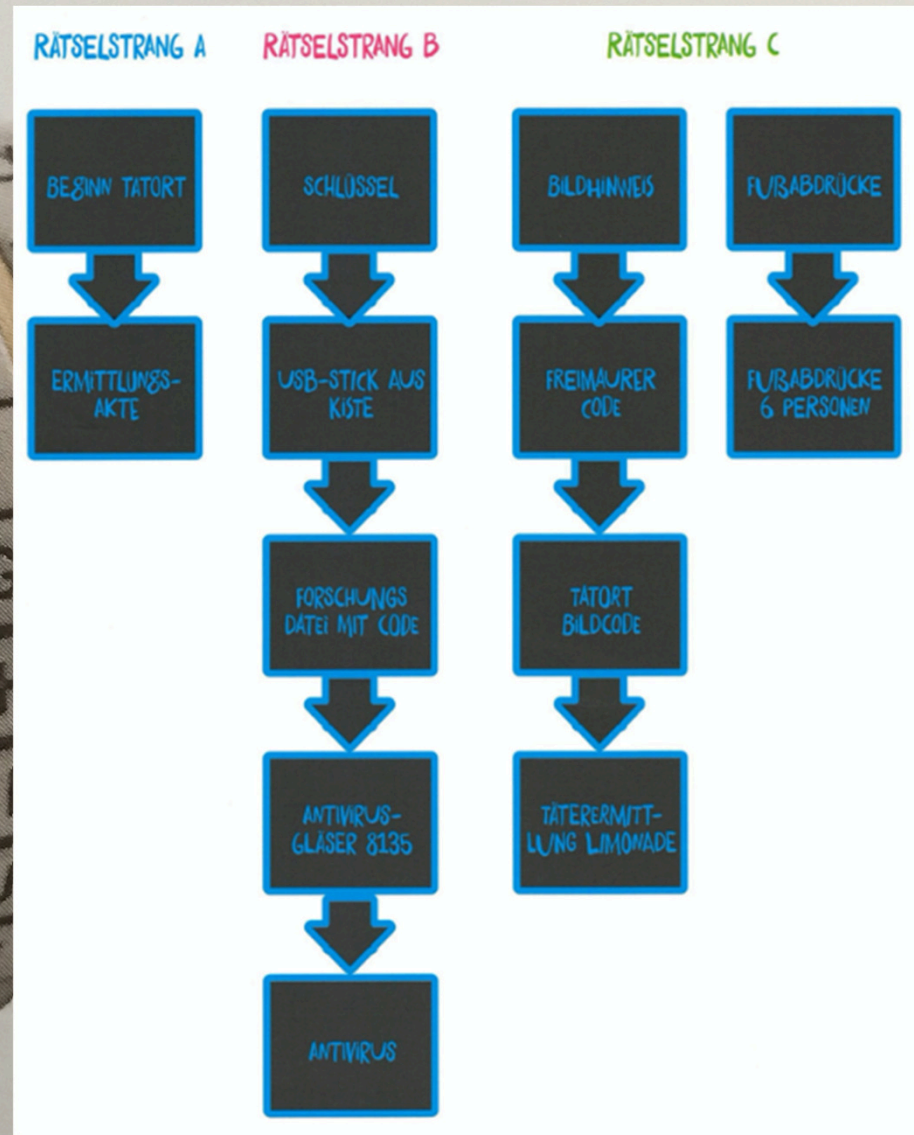 RÄTSELSTRANG A
RÄTSELSTRANG B
RÄTSELSTRANG C
BEGINN TATORT
ERMITTLUNGS-
AKTE
SCHLÜSSEL
USB-STICK AUS
KISTE
FORSCHUNGS
DATEI MIT CODE
ANTIVIRUS-
GLÄSER 8135
ANTIVIRUS
BILDHINWEIS
FREIMAURER
CODE
TATORT
BILDCODE
TÄTERERMITT-
LUNG LIMONADE
FUẞABDRÜCKE
FUẞABDRÜCKE
6 PERSONEN